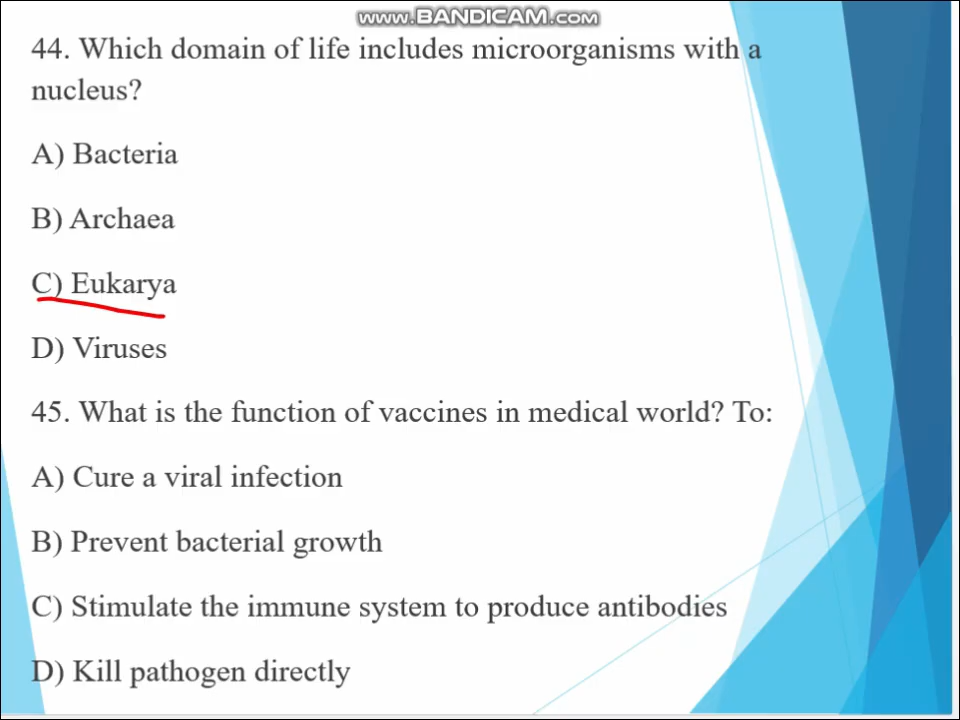 www.BANDICAM.com
44. Which domain of life includes microorganisms with a
nucleus?
A) Bacteria
B) Archaea
C) Eukarya
D) Viruses
45. What is the function of vaccines in medical world? To:
A) Cure a viral infection
B) Prevent bacterial growth
C) Stimulate the immune system to produce antibodies
D) Kill pathogen directly